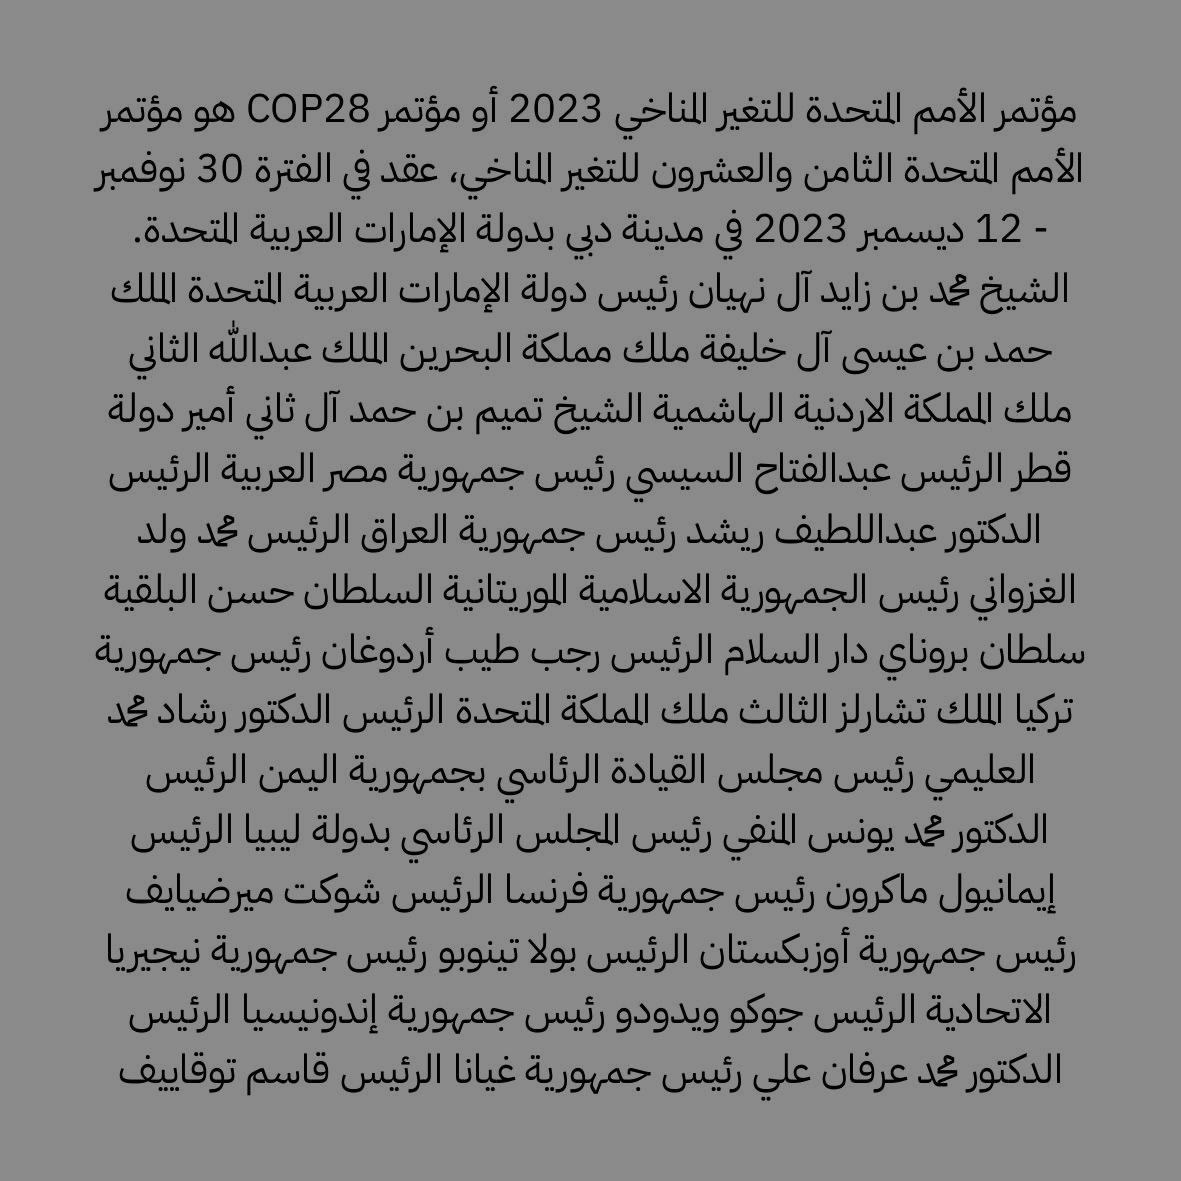 مؤتمر الأمم المتحدة للتغير المناخي 2023 أو مؤتمر COP28 هو مؤتمر
الأمم المتحدة الثامن والعشرون للتغير المناخي، عقد في الفترة 30 نوفمبر
- 12 ديسمبر 2023 في مدينة دبي بدولة الإمارات العربية المتحدة.
الشيخ محمد بن زايد آل نهيان رئيس دولة الإمارات العربية المتحدة الملك
حمد بن عيسى آل خليفة ملك مملكة البحرين الملك عبدالله الثاني
ملك المملكة الاردنية الهاشمية الشيخ تميم بن حمد آل ثاني أمير دولة
قطر الرئيس عبدالفتاح السيسي رئيس جمهورية مصر العربية الرئيس
الدكتور عبداللطيف ريشد رئيس جمهورية العراق الرئيس محمد ولد
الغزواني رئيس الجمهورية الاسلامية الموريتانية السلطان حسن البلقية
سلطان بروناي دار السلام الرئيس رجب طيب أردوغان رئيس جمهورية
تركيا الملك تشارلز الثالث ملك المملكة المتحدة الرئيس الدكتور رشاد محمد
العليمي رئيس مجلس القيادة الرئاسي بجمهورية اليمن الرئيس
الدكتور محمد يونس المنفي رئيس المجلس الرئاسي بدولة ليبيا الرئيس
إيمانيول ماكرون رئيس جمهورية فرنسا الرئيس شوكت ميرضيايف
رئيس جمهورية أوزبكستان الرئيس بولا تينوبو رئيس جمهورية نيجيريا
الاتحادية الرئيس جوكو ويدودو رئيس جمهورية إندونيسيا الرئيس
الدكتور محمد عرفان علي رئيس جمهورية غيانا الرئيس قاسم توقاييف